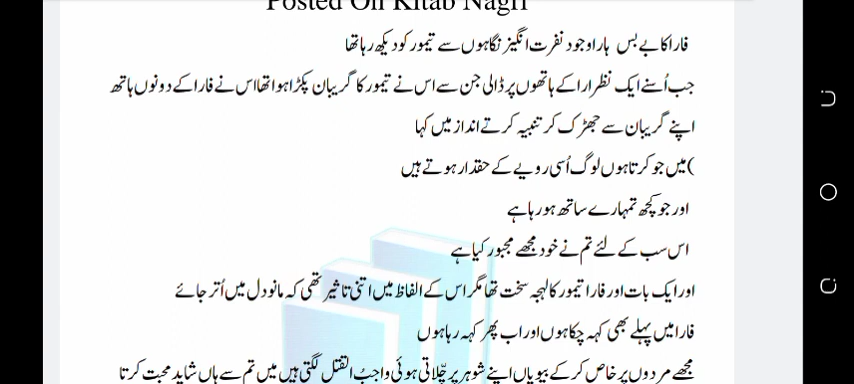 Posted On Kitab Nagri
فارا کا بے بس ہارا وجود نفرت انگیز نگاہوں سے تیمور کو دیکھ رہا تھا
جب اُسنے ایک نظر ارا کے ہاتھوں پر ڈالی جن سے اس نے تیمور کا گریبان پکڑا ہوا تھا اس نے فارا کے دونوں ہاتھ
اپنے گریبان سے جھڑک کر تنبیہ کرتے انداز میں کہا
(میں جو کرتا ہوں لوگ اُسی رویے کے حقدار ہوتے ہیں
اور جو کچھ تمہارے ساتھ ہو رہا ہے
اس سب کے لئے تم نے خود مجھے مجبور کیا ہے
اور ایک بات اور فارا تیمور کا لہجہ سخت تھا مگر اس کے الفاظ میں اتنی تاثیر تھی کہ مانو دل میں اُتر جائے
فارا میں پہلے بھی کہہ چکا ہوں اور اب پھر کہہ رہا ہوں
مجھے مردوں پر خاص کر کے بیویاں اپنے شوہر پر چّلاتی ہوئی واجبُ القتل لگتی ہیں میں تم سے ہاں شاید محبت کرتا